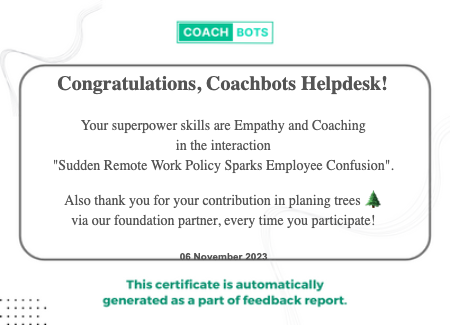 COACH BOTS
Congratulations, Coachbots Helpdesk!
Your superpower skills are Empathy and Coaching
in the interaction
"Sudden Remote Work Policy Sparks Employee Confusion".
Also thank you for your contribution in planing trees 🌲
via our foundation partner, every time you participate!
06 November 2023
This certificate is automatically
generated as a part of feedback report.